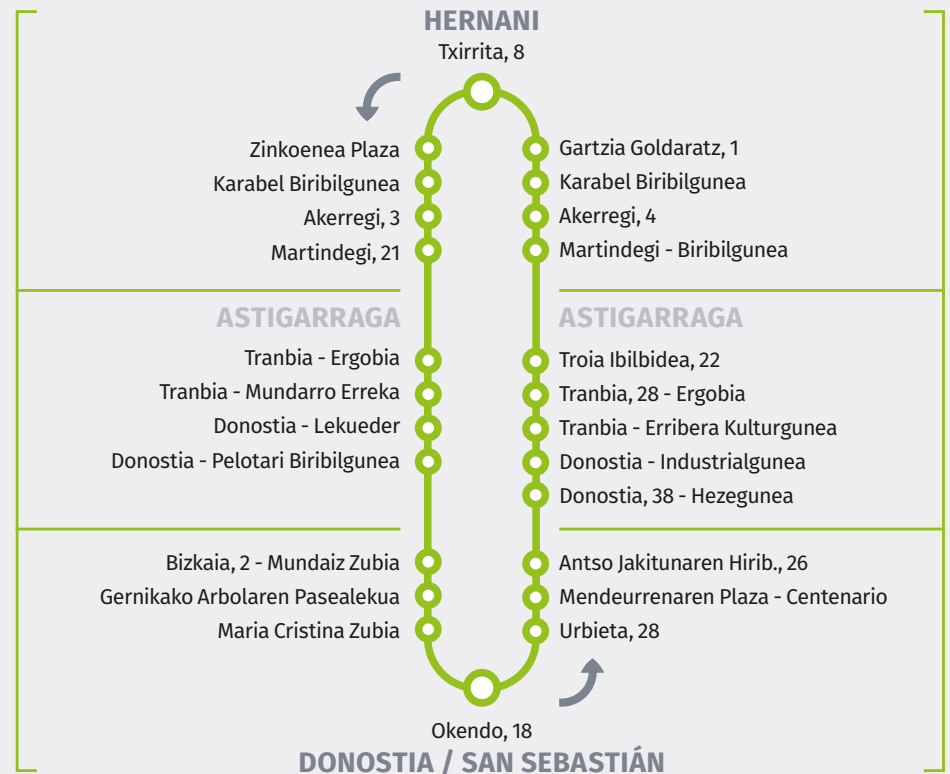 HERNANI
Txirrita, 8
Zinkoenea Plaza
Karabel Biribilgunea
Akerregi, 3
Martindegi, 21
Gartzia Goldaratz, 1
Karabel Biribilgunea
Akerregi, 4
Martindegi - Biribilgunea
ASTIGARRAGA
Tranbia - Ergobia
Tranbia - Mundarro Erreka
Donostia - Lekueder
Donostia - Pelotari Biribilgunea
ASTIGARRAGA
Troia Ibilbidea, 22
Tranbia, 28 - Ergobia
Tranbia - Erribera Kulturgunea
Donostia - Industrialgunea
Donostia, 38 - Hezegunea
Bizkaia, 2 - Mundaiz Zubia
Gernikako Arbolaren Pasealekua
Maria Cristina Zubia
Antso Jakitunaren Hirib., 26
Mendeurrenaren Plaza - Centenario
Urbieta, 28
Okendo, 18
DONOSTIA / SAN SEBASTIÁN